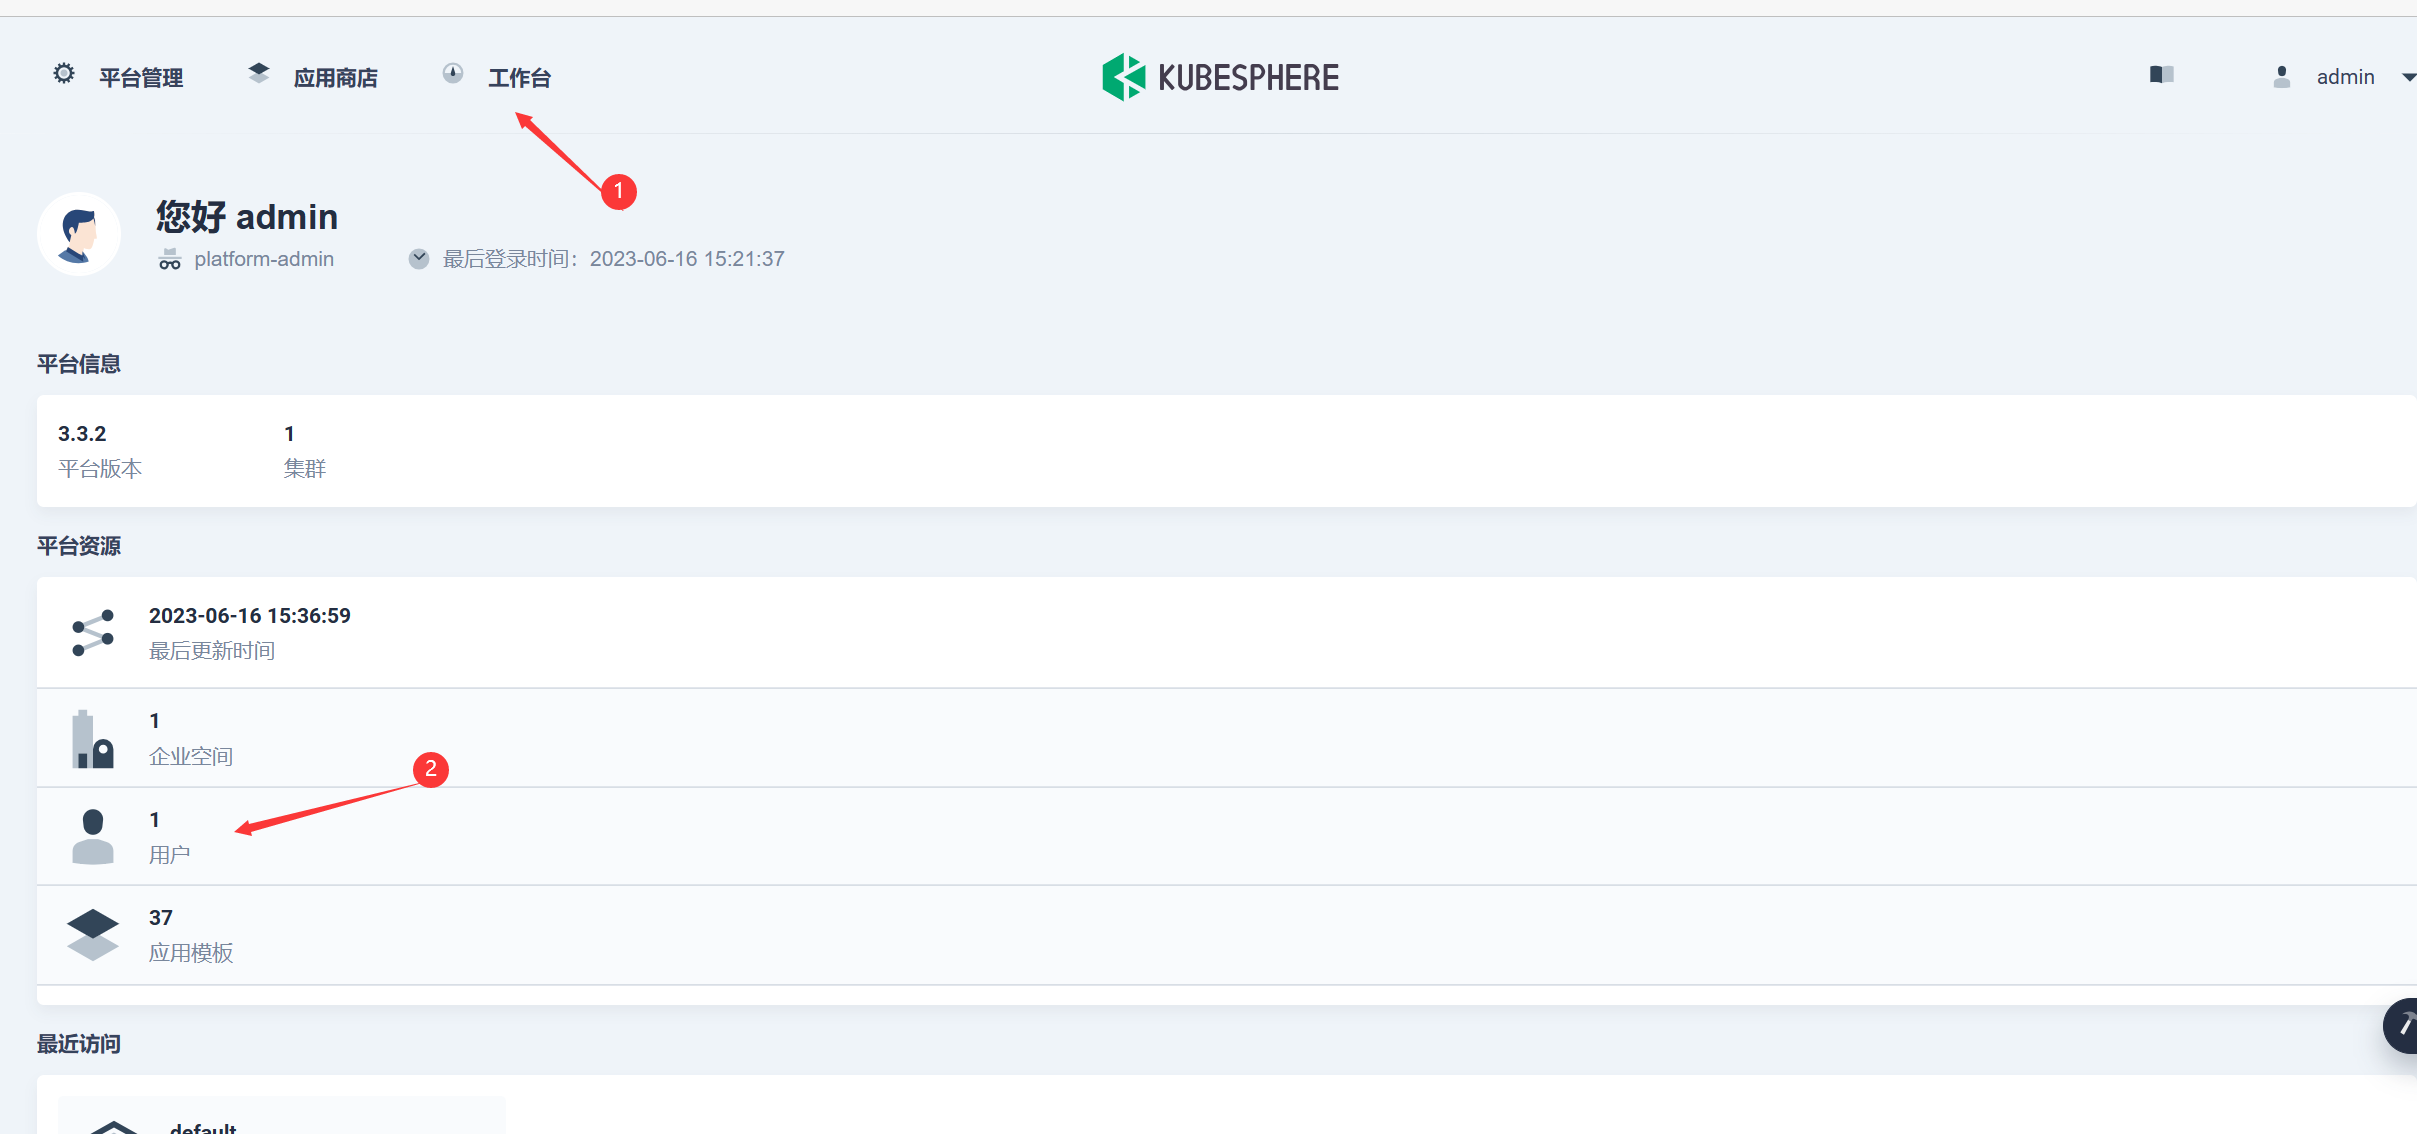 平台管理 应用商店 工作台 KUBESPHERE admin
1
您好 admin
platform-admin 最后登录时间：2023-06-16 15:21:37
平台信息
3.3.2 1
平台版本 集群
平台资源
2023-06-16 15:36:59
最后更新时间
1
企业空间
2
1
用户
37
应用模板
最近访问
default